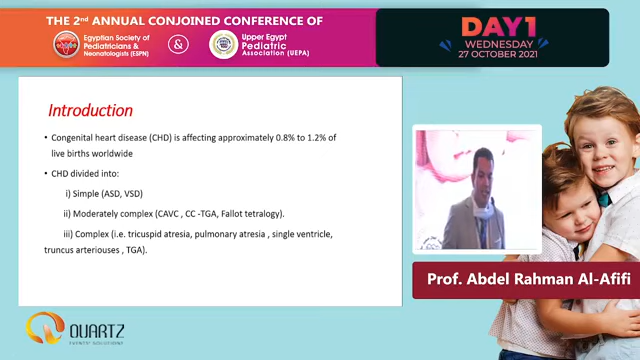 THE 2nd ANNUAL CONJOINED CONFERENCE OF
Egyptian Society of
Pediatricians &
Neonatologists (ESPN)
&
Upper Egypt
Pediatric
Association (UEPA)
DAY1
WEDNESDAY
27 OCTOBER 2021
Introduction
• Congenital heart disease (CHD) is affecting approximately 0.8% to 1.2% of
live births worldwide
• CHD divided into:
i) Simple (ASD, VSD)
ii) Moderately complex (CAVC , CC -TGA, Fallot tetralogy).
iii) Complex (i.e. tricuspid atresia, pulmonary atresia , single ventricle,
truncus arteriouses , TGA).
Prof. Abdel Rahman Al-Afifi
QUARTZ